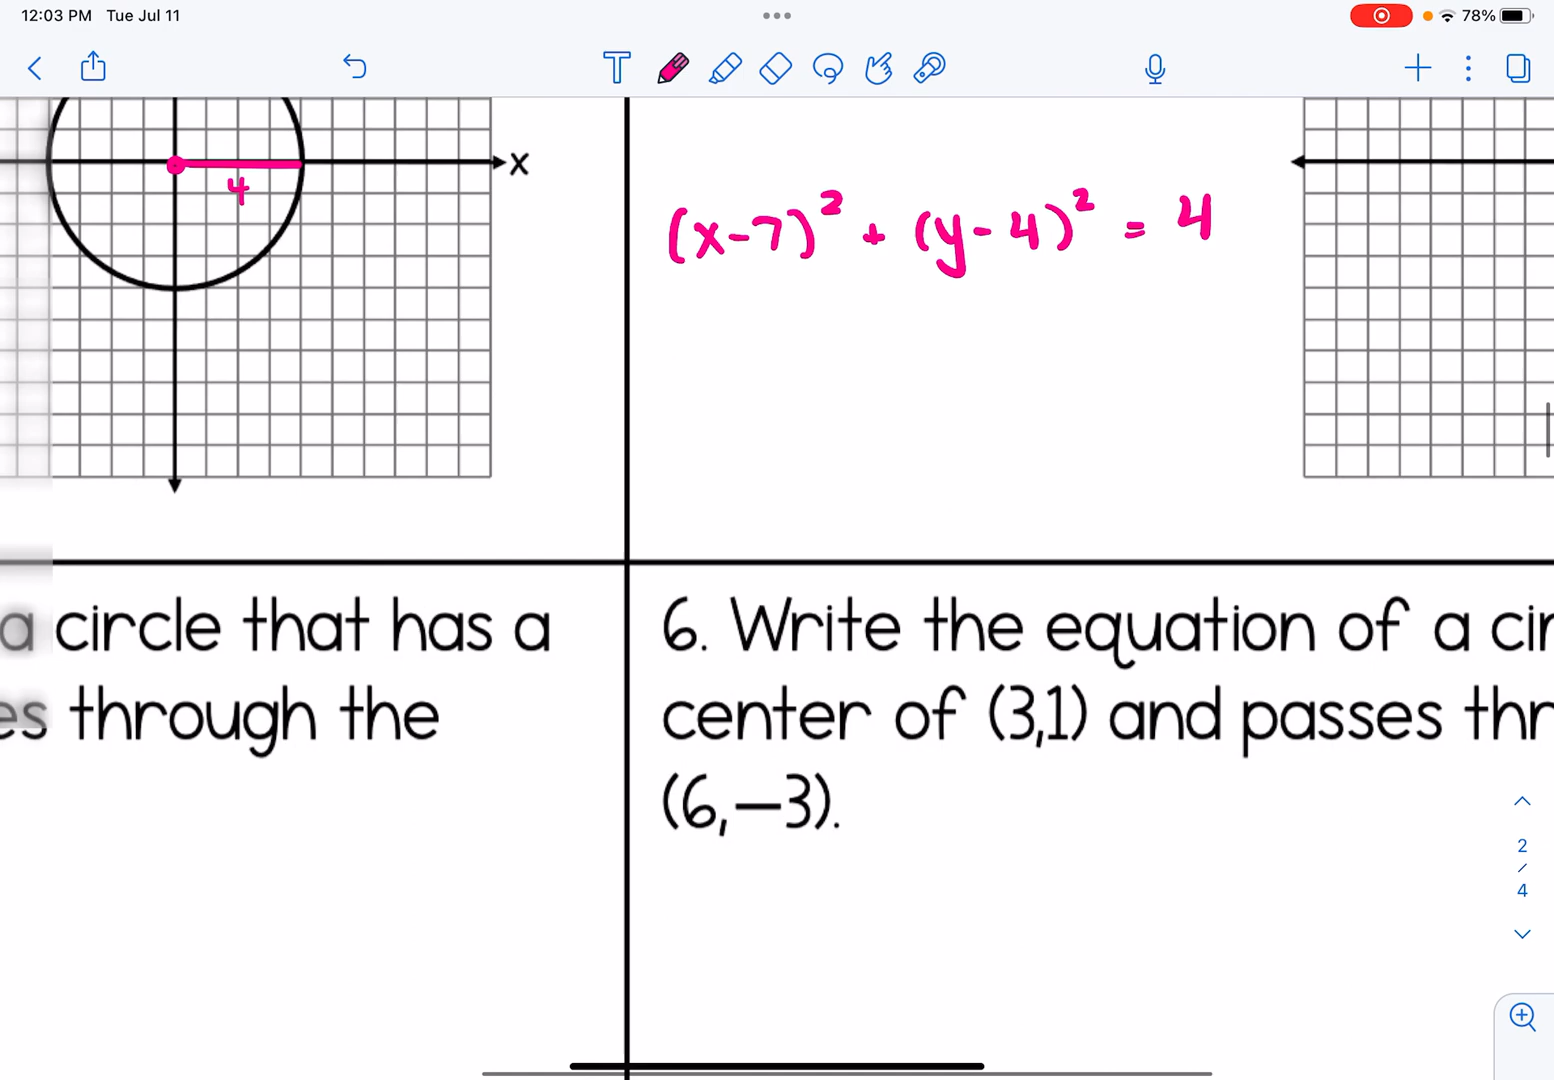 12:03 PM Tue Jul 11
78%
T
X
4
(x-7)² + (y-4)² = 4
a circle that has a
es through the
6. Write the equation of a cir
center of (3,1) and passes thr
(6,−3).
2
/
4